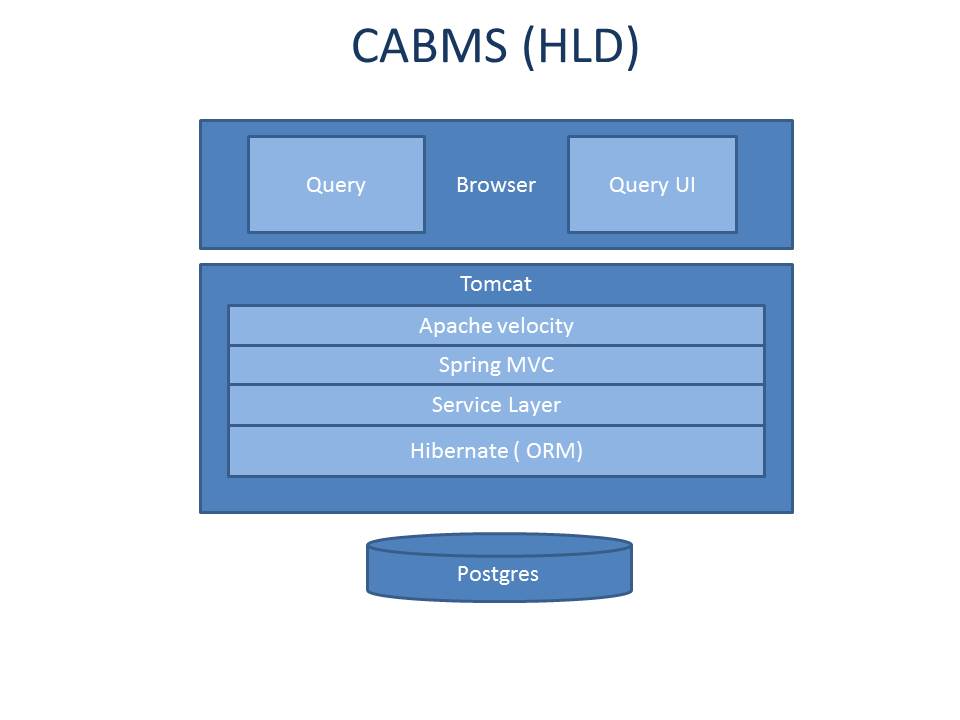 CABMS (HLD)
Query
Browser
Query UI
Tomcat
Apache velocity
Spring MVC
Service Layer
Hibernate ( ORM)
Postgres